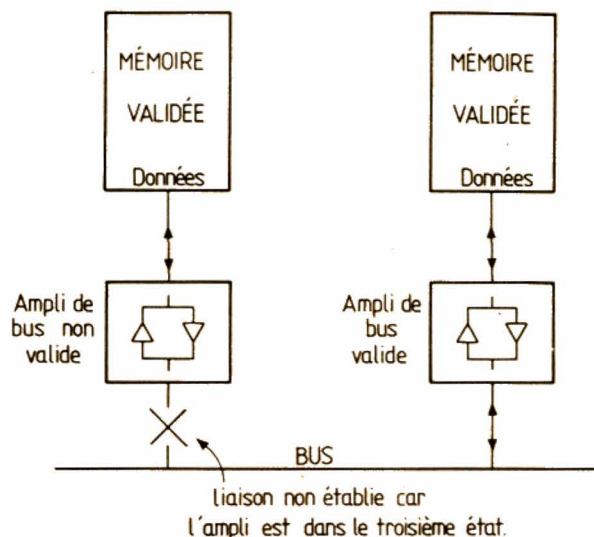 MÉMOIRE
VALIDÉE
Données
MÉMOIRE
VALIDÉE
Données
Ampli de
bus non
valide
Ampli de
bus
valide
BUS
liaison non établie car
l'ampli est dans le troisième état.